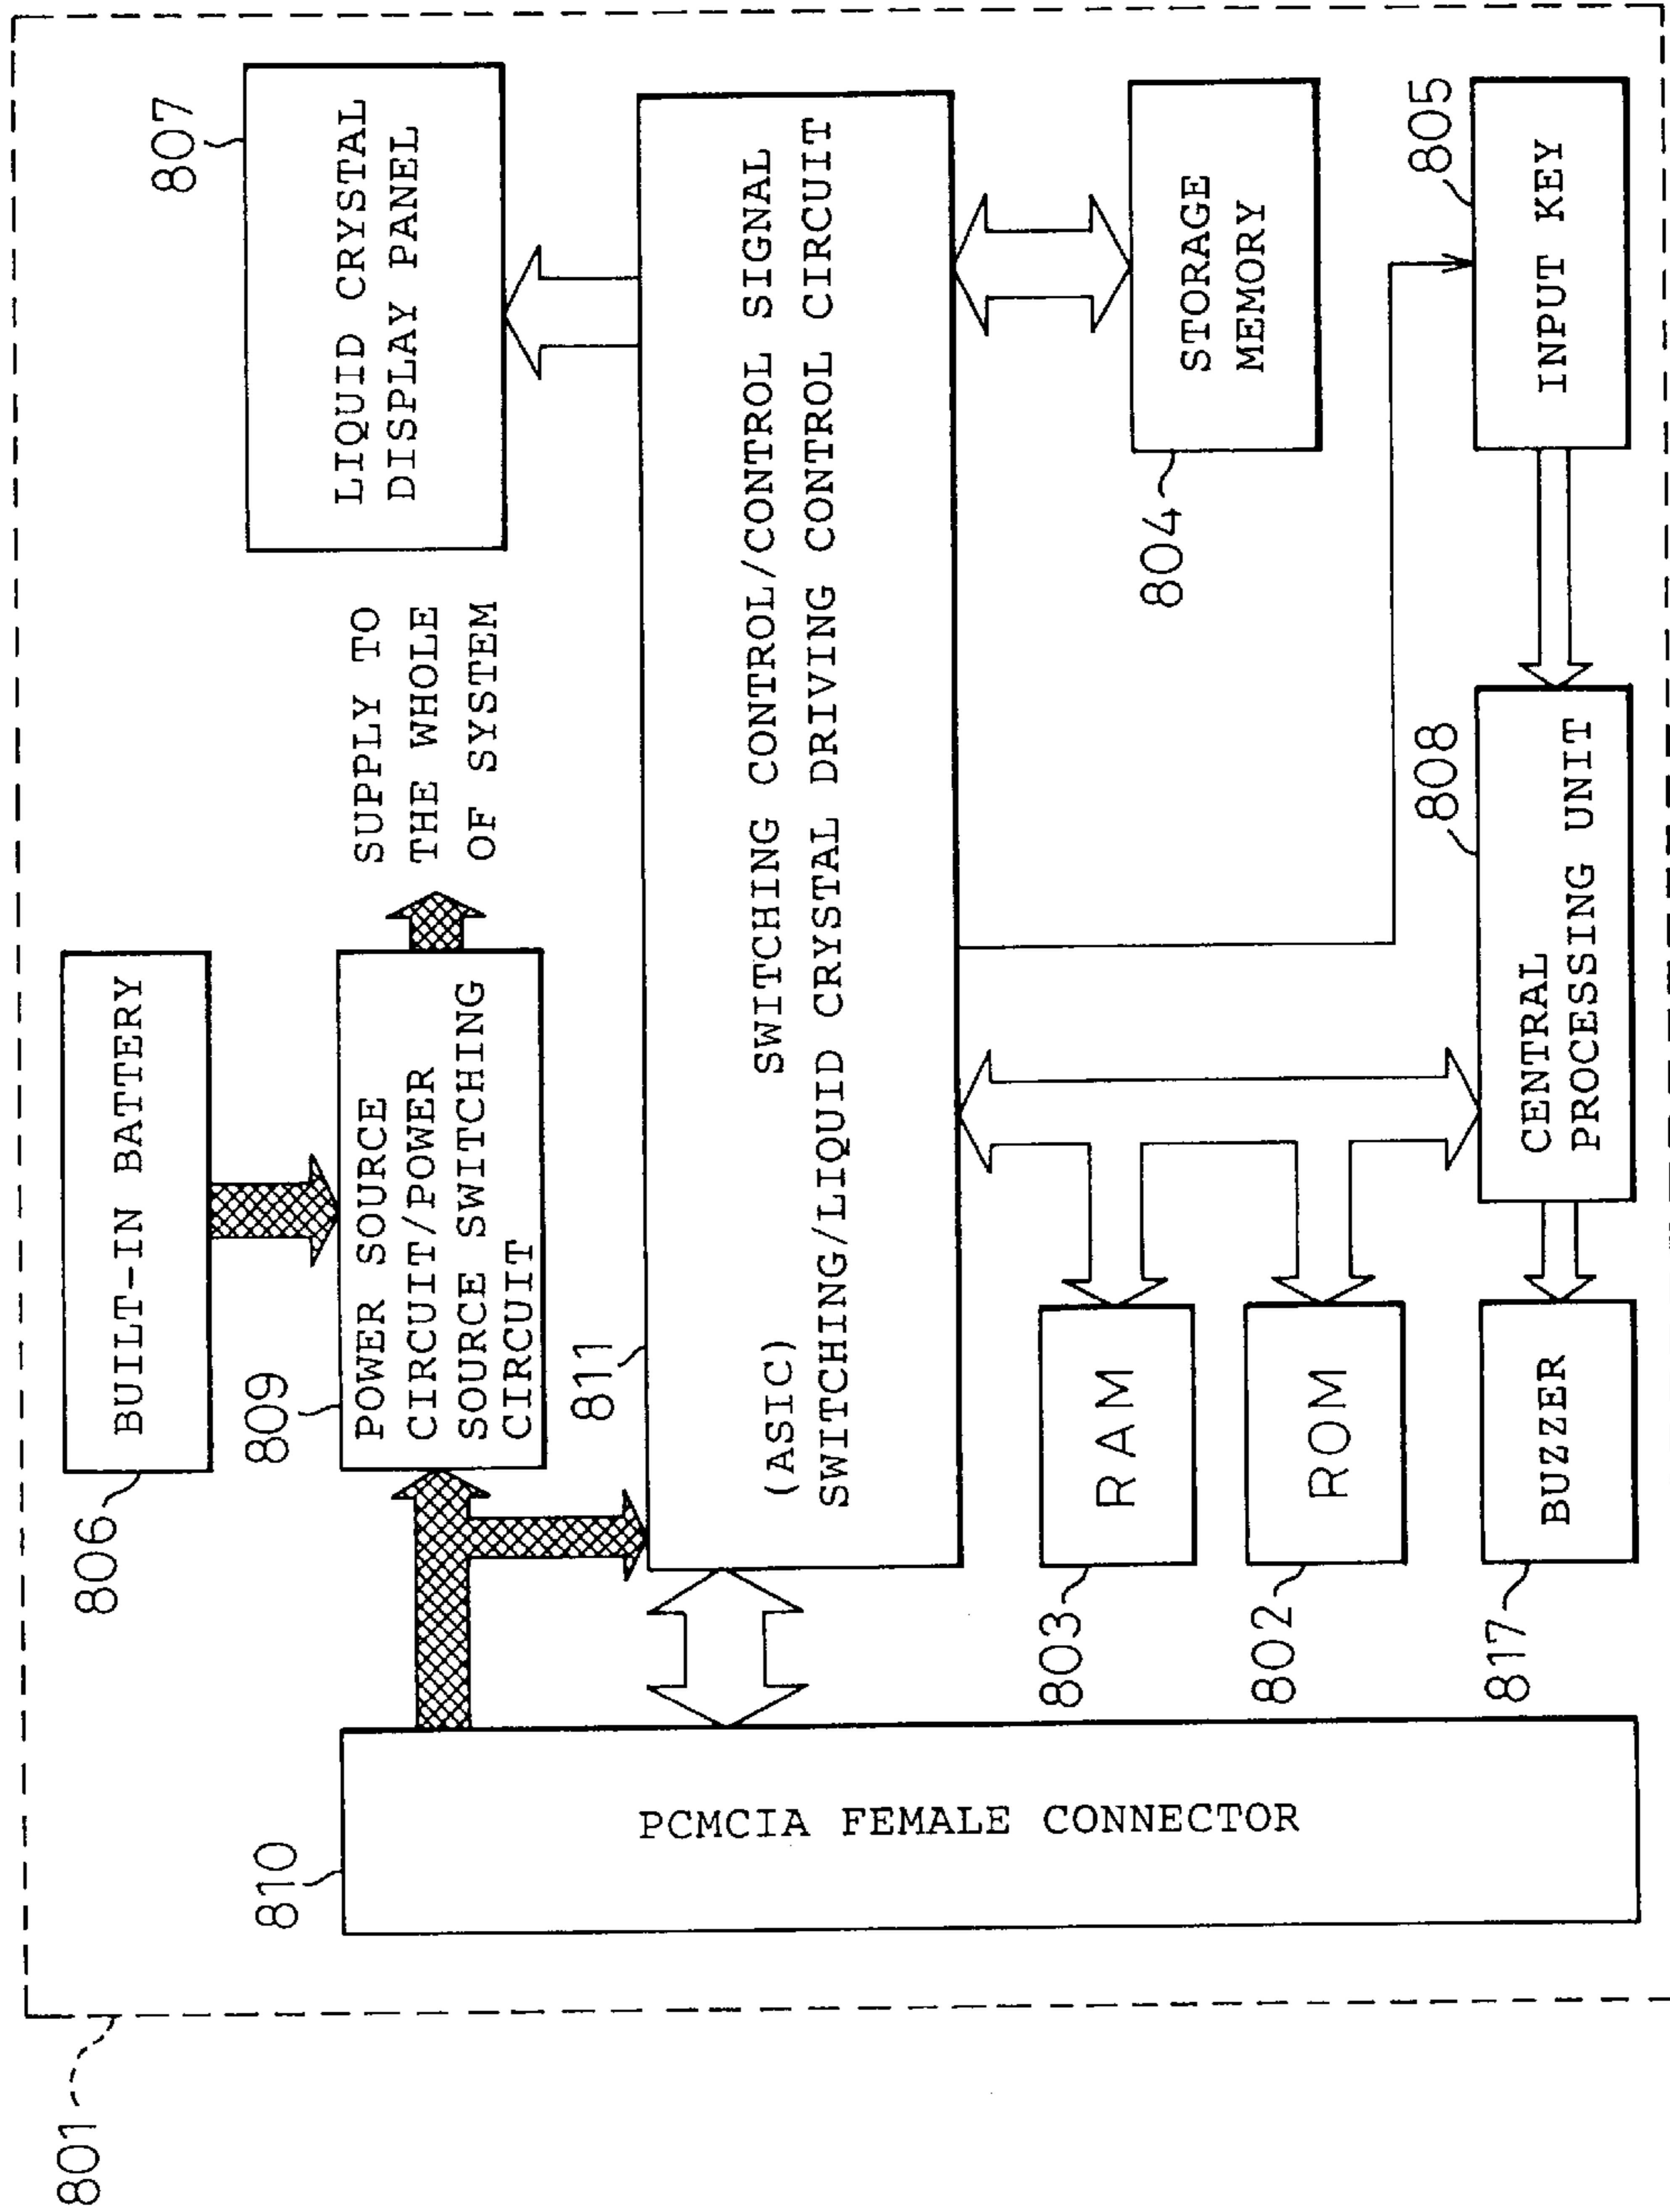 801
806
BUILT-IN BATTERY
807
LIQUID CRYSTAL
DISPLAY PANEL
809
POWER SOURCE
CIRCUIT/POWER
SOURCE SWITCHING
CIRCUIT
SUPPLY TO
THE WHOLE
OF SYSTEM
810
PCMCIA FEMALE CONNECTOR
811
SWITCHING CONTROL/CONTROL SIGNAL
(ASIC)
SWITCHING/LIQUID CRYSTAL DRIVING CONTROL CIRCUIT
803
RAM
804
STORAGE
MEMORY
802
ROM
817
BUZZER
808
CENTRAL
PROCESSING UNIT
805
INPUT KEY